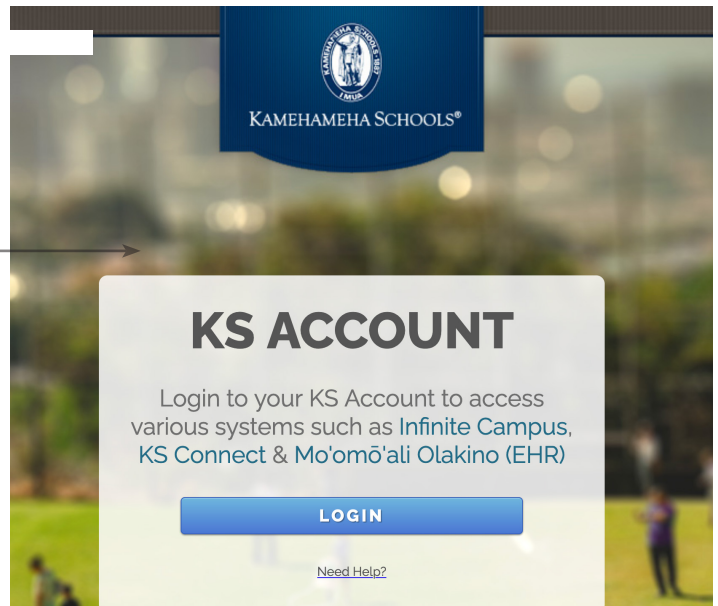 KAMEHAMEHA SCHOOLS 1887
IMUA
KAMEHAMEHA SCHOOLS®
KS ACCOUNT
Login to your KS Account to access
various systems such as Infinite Campus,
KS Connect & Mo'omō'ali Olakino (EHR)
LOGIN
Need Help?